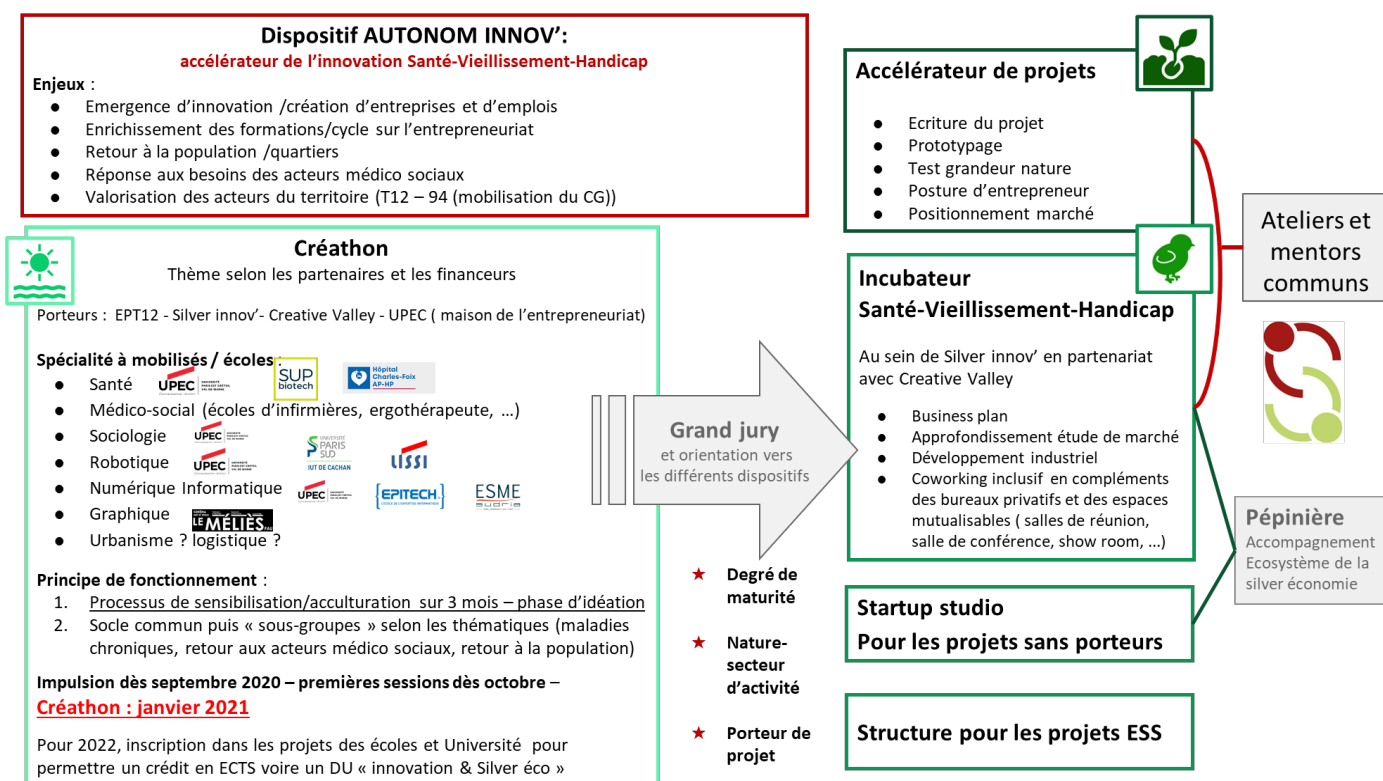 Dispositif AUTONOM INNOV’:
accélérateur de l’innovation Santé-Vieillissement-Handicap
Enjeux :
● Emergence d’innovation /création d’entreprises et d’emplois
● Enrichissement des formations/cycle sur l’entrepreneuriat
● Retour à la population /quartiers
● Réponse aux besoins des acteurs médico sociaux
● Valorisation des acteurs du territoire (T12 – 94 (mobilisation du CG))
Créathon
Thème selon les partenaires et les financeurs
Porteurs : EPT12 - Silver innov’- Creative Valley - UPEC ( maison de l’entrepreneuriat)
Spécialité à mobilisés / écoles :
● Santé UPEC SUP biotech Hôpital Charles-Foix AP-HP
● Médico-social (écoles d’infirmières, ergothérapeute, …)
● Sociologie UPEC
UNIVERSITÉ PARIS SUD
IUT DE CACHAN
● Robotique UPEC LISSI
● Numérique Informatique UPEC {EPITECH.} ESME sudria
● Graphique LE MÉLIÈS
● Urbanisme ? logistique ?
Principe de fonctionnement :
1. Processus de sensibilisation/acculturation sur 3 mois – phase d’idéation
2. Socle commun puis « sous-groupes » selon les thématiques (maladies
chroniques, retour aux acteurs médico sociaux, retour à la population)
Impulsion dès septembre 2020 – premières sessions dès octobre –
Créathon : janvier 2021
Pour 2022, inscription dans les projets des écoles et Université pour
permettre un crédit en ECTS voire un DU « innovation & Silver éco »
Grand jury
et orientation vers
les différents dispositifs
★ Degré de
maturité
★ Nature-
secteur
d’activité
★ Porteur de
projet
Accélérateur de projets
● Ecriture du projet
● Prototypage
● Test grandeur nature
● Posture d’entrepreneur
● Positionnement marché
Incubateur
Santé-Vieillissement-Handicap
Au sein de Silver innov’ en partenariat
avec Creative Valley
● Business plan
● Approfondissement étude de marché
● Développement industriel
● Coworking inclusif en compléments
des bureaux privatifs et des espaces
mutualisables ( salles de réunion,
salle de conférence, show room, ...)
Startup studio
Pour les projets sans porteurs
Structure pour les projets ESS
Ateliers et
mentors
communs
Pépinière
Accompagnement
Ecosystème de la
silver économie